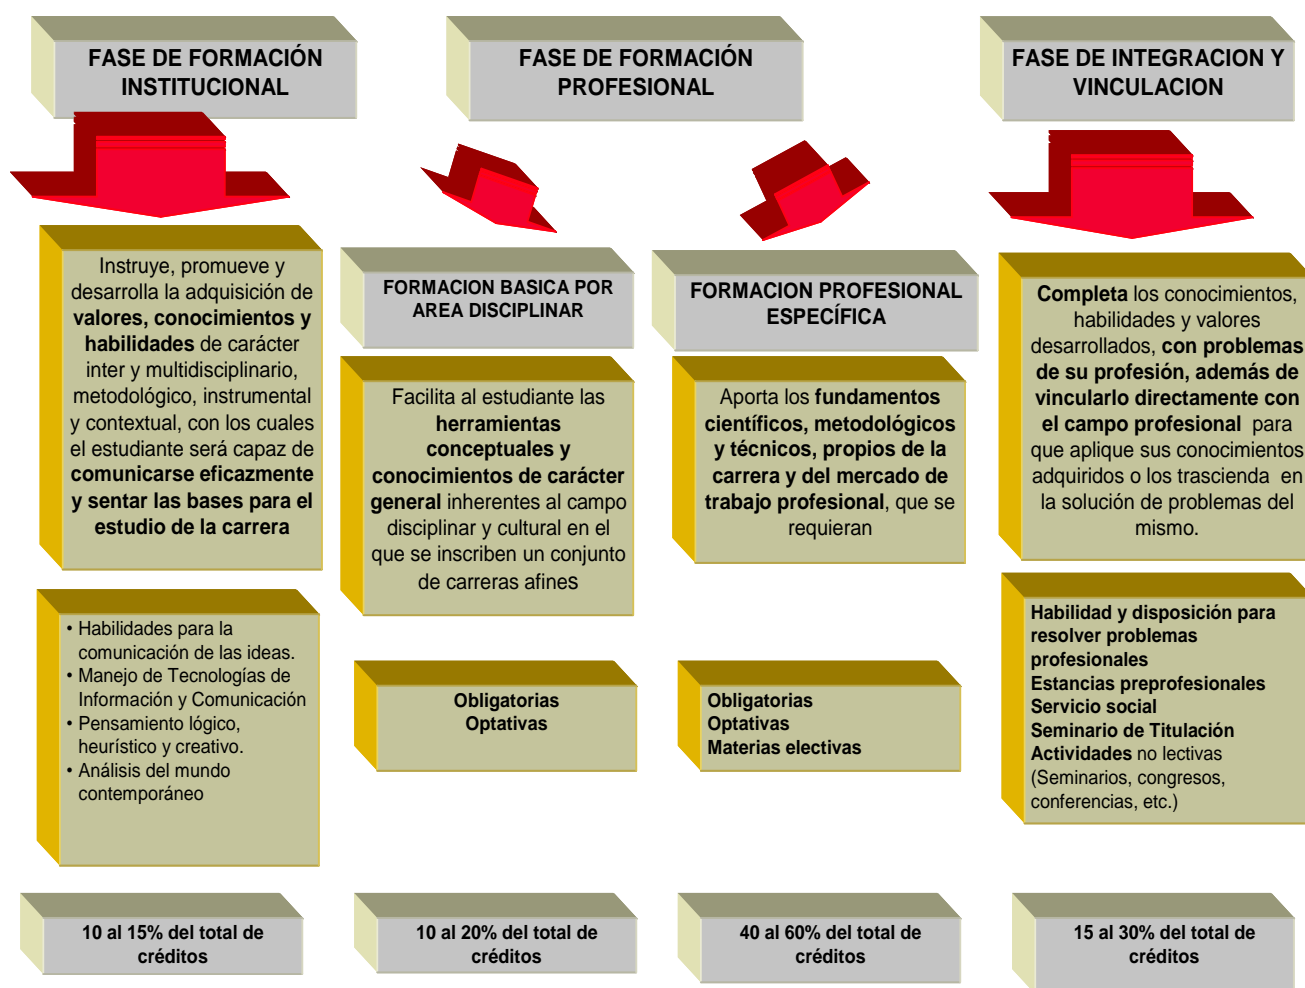 FASE DE FORMACIÓN
INSTITUCIONAL
FASE DE FORMACIÓN
PROFESIONAL
FASE DE INTEGRACION Y
VINCULACION
Instruye, promueve y
desarrolla la adquisición de
valores, conocimientos y
habilidades de carácter
inter y multidisciplinario,
metodológico, instrumental
y contextual, con los cuales
el estudiante será capaz de
comunicarse eficazmente
y sentar las bases para el
estudio de la carrera
FORMACION BASICA POR
AREA DISCIPLINAR
Facilita al estudiante las
herramientas
conceptuales y
conocimientos de carácter
general inherentes al campo
disciplinar y cultural en el
que se inscriben un conjunto
de carreras afines
FORMACION PROFESIONAL
ESPECÍFICA
Aporta los fundamentos
científicos, metodológicos
y técnicos, propios de la
carrera y del mercado de
trabajo profesional, que se
requieran
Completa los conocimientos,
habilidades y valores
desarrollados, con problemas
de su profesión, además de
vincularlo directamente con
el campo profesional para
que aplique sus conocimientos
adquiridos o los trascienda en
la solución de problemas del
mismo.
• Habilidades para la
comunicación de las ideas.
• Manejo de Tecnologías de
Información y Comunicación
• Pensamiento lógico,
heurístico y creativo.
• Análisis del mundo
contemporáneo
Obligatorias
Optativas
Obligatorias
Optativas
Materias electivas
Habilidad y disposición para
resolver problemas
profesionales
Estancias preprofesionales
Servicio social
Seminario de Titulación
Actividades no lectivas
(Seminarios, congresos,
conferencias, etc.)
10 al 15% del total de
créditos
10 al 20% del total de
créditos
40 al 60% del total de
créditos
15 al 30% del total de
créditos